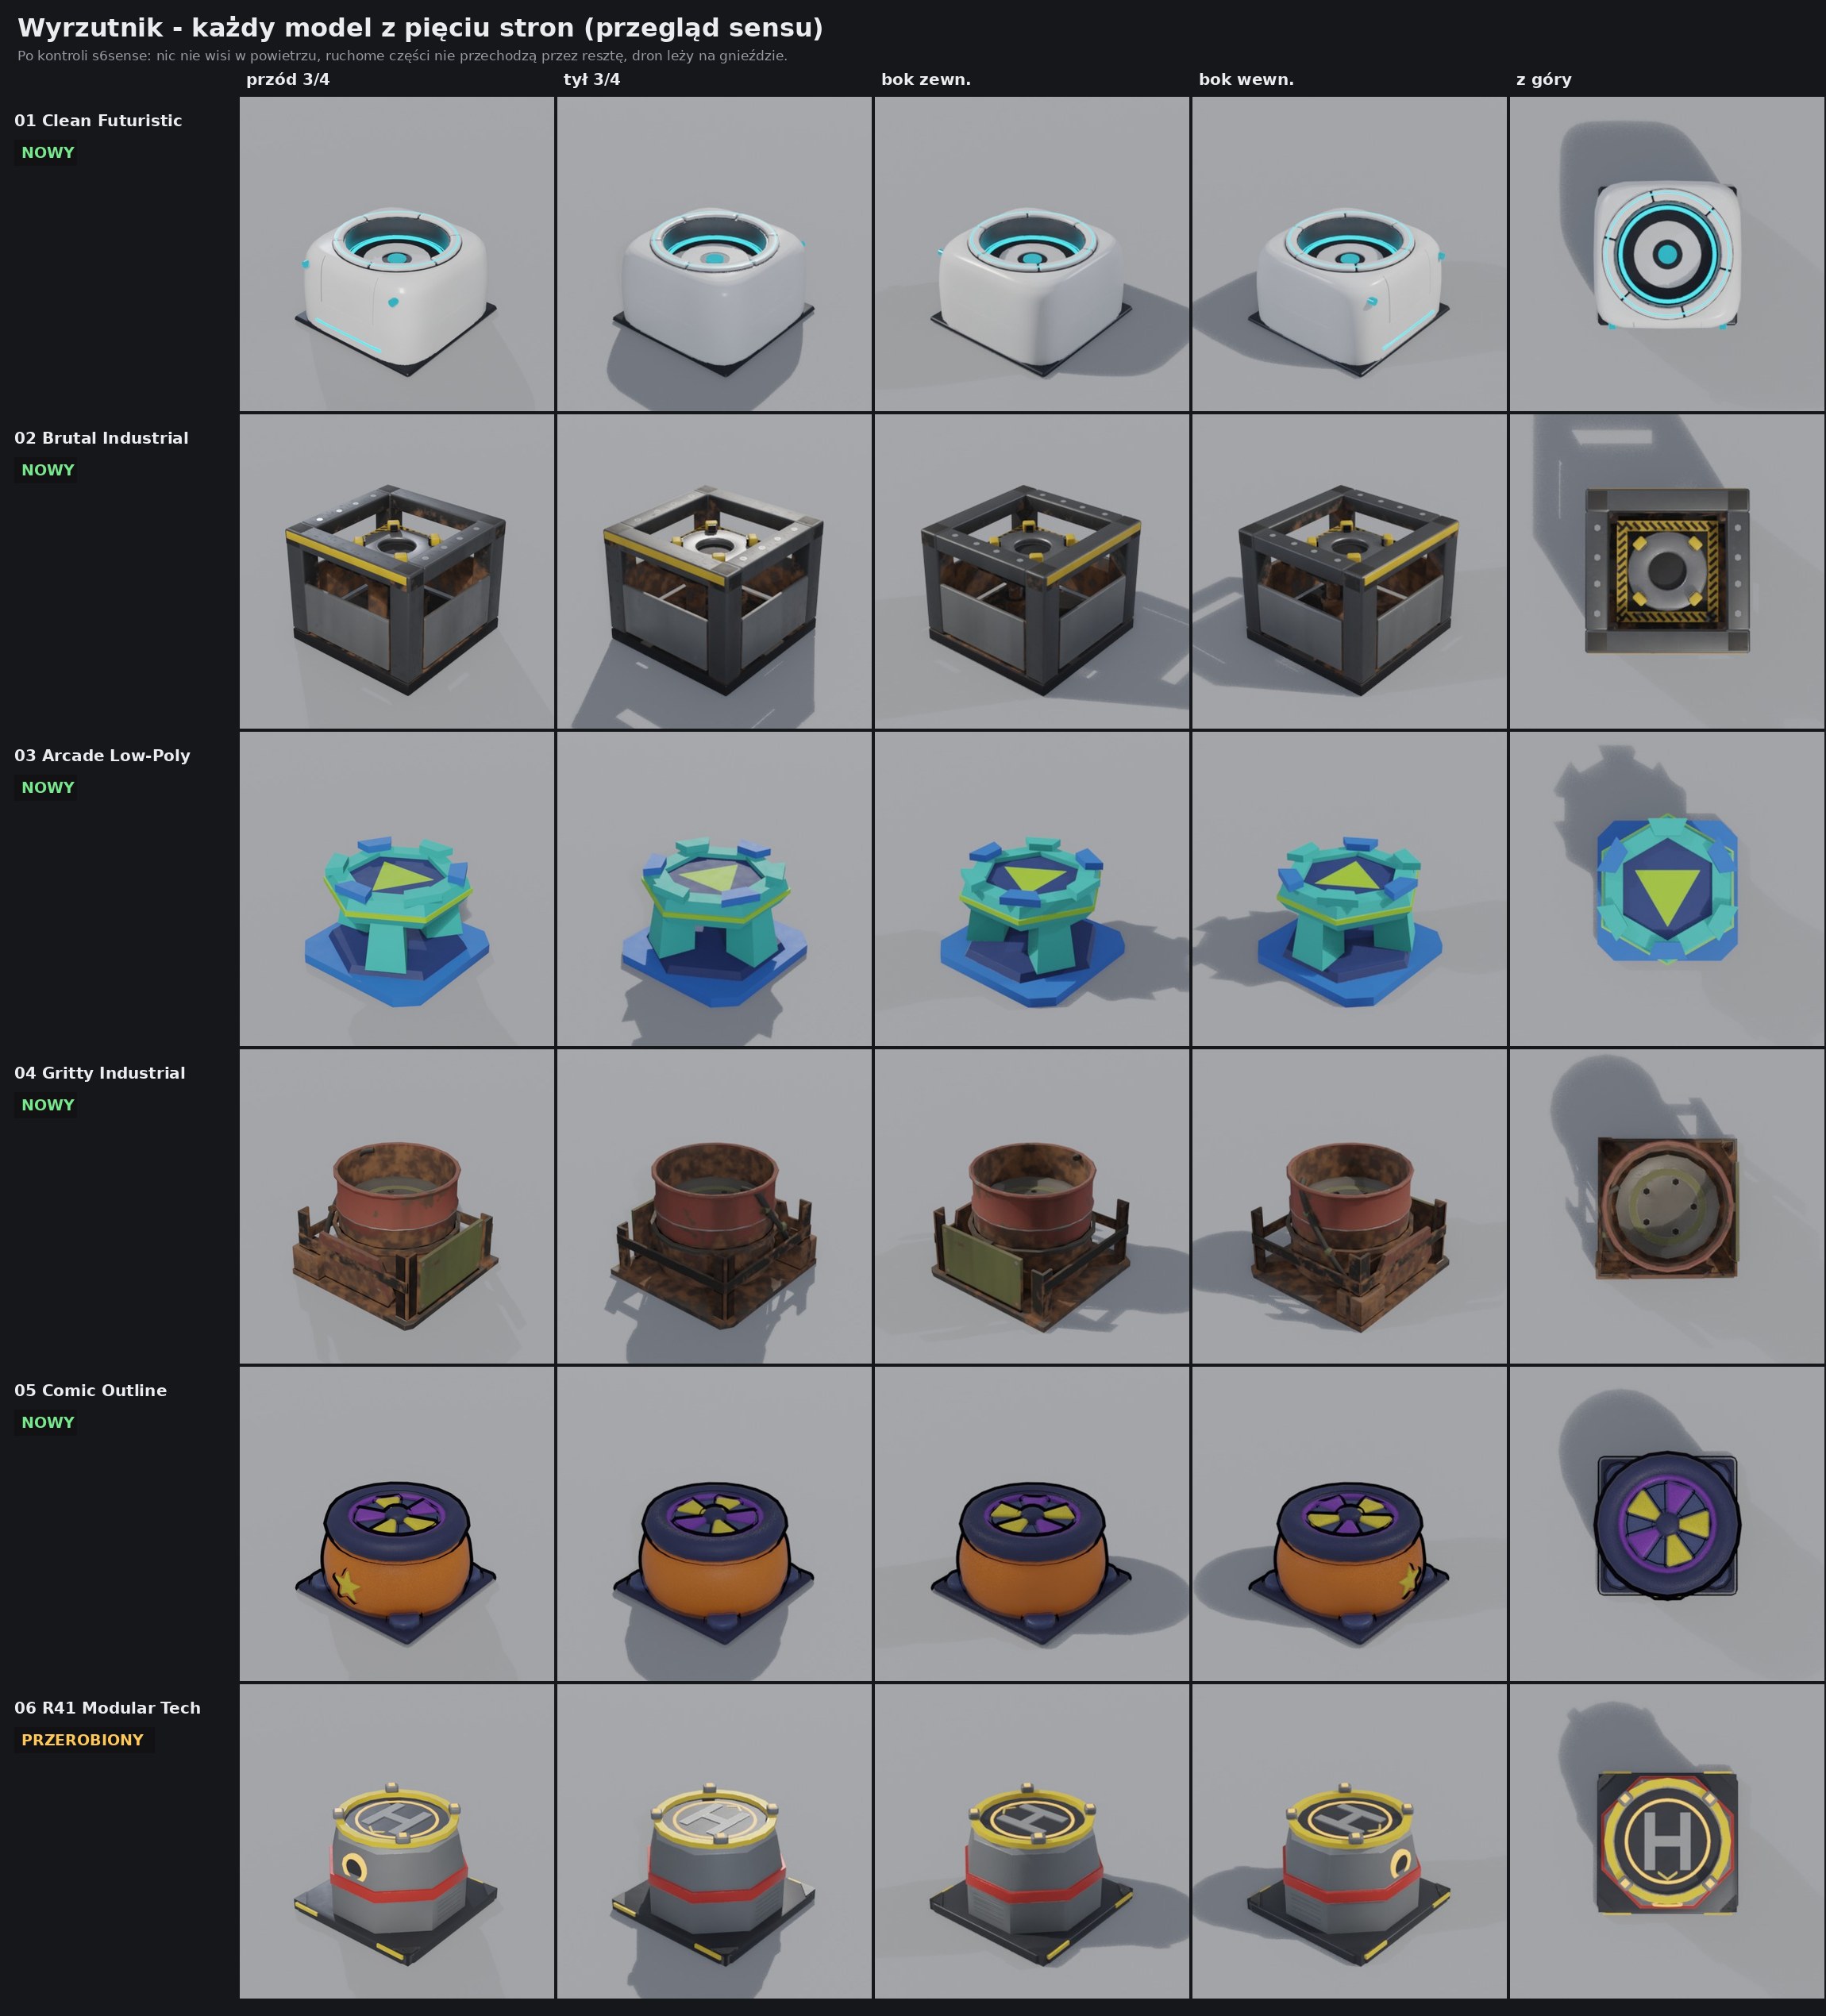 Wyrzutnik - każdy model z pięciu stron (przegląd sensu)
Po kontroli s6sense: nic nie wisi w powietrzu, ruchome części nie przechodzą przez resztę, dron leży na gnieździe.
przód 3/4 tył 3/4 bok zewn. bok wewn. z góry
01 Clean Futuristic
NOWY
02 Brutal Industrial
NOWY
03 Arcade Low-Poly
NOWY
04 Gritty Industrial
NOWY
05 Comic Outline
NOWY
06 R41 Modular Tech
PRZEROBIONY
H H H H H